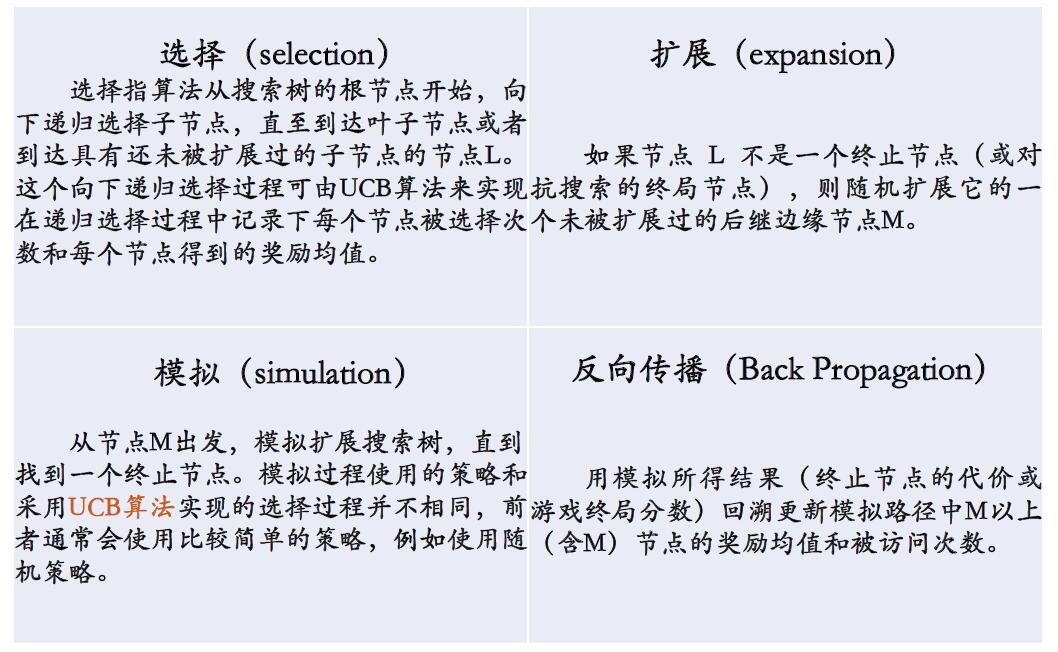 选择（selection）
选择指算法从搜索树的根节点开始，向
下递归选择子节点，直至到达叶子节点或者
到达具有还未被扩展过的子节点的节点L。
这个向下递归选择过程可由UCB算法来实现
在递归选择过程中记录下每个节点被选择次
数和每个节点得到的奖励均值。
扩展（expansion）
如果节点 L 不是一个终止节点（或对
抗搜索的终局节点），则随机扩展它的一
个未被扩展过的后继边缘节点M。
模拟（simulation）
从节点M出发，模拟扩展搜索树，直到
找到一个终止节点。模拟过程使用的策略和
采用UCB算法实现的选择过程并不相同，前
者通常会使用比较简单的策略，例如使用随
机策略。
反向传播（Back Propagation）
用模拟所得结果（终止节点的代价或
游戏终局分数）回溯更新模拟路径中M以上
（含M）节点的奖励均值和被访问次数。